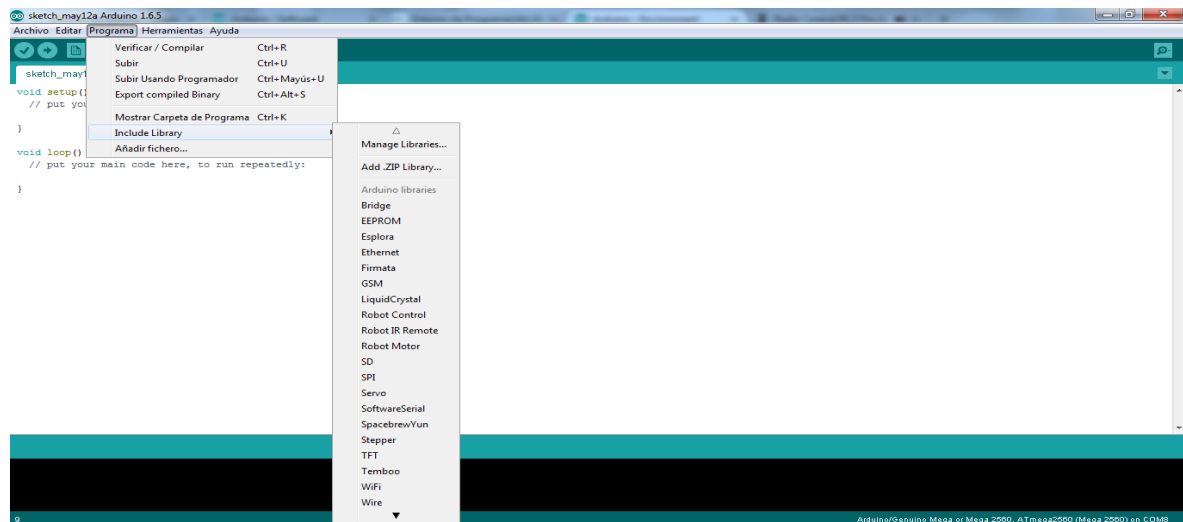 sketch_may12a Arduino 1.6.5
Archivo Editar Programa Herramientas Ayuda
Verificar / Compilar Ctrl+R
Subir Ctrl+U
Subir Usando Programador Ctrl+Mayús+U
Export compiled Binary Ctrl+Alt+S
Mostrar Carpeta de Programa Ctrl+K
Include Library
Añadir fichero...
sketch_may1
void setup()
// put you
}
void loop()
// put your main code here, to run repeatedly:
}
Manage Libraries...
Add .ZIP Library...
Arduino libraries
Bridge
EEPROM
Esplora
Ethernet
Firmata
GSM
LiquidCrystal
Robot Control
Robot IR Remote
Robot Motor
SD
SPI
Servo
SoftwareSerial
SpacebrewYun
Stepper
TFT
Temboo
WiFi
Wire
9 Arduino/Genuino Mega or Mega 2560, ATmega2560 (Mega 2560) on COM8